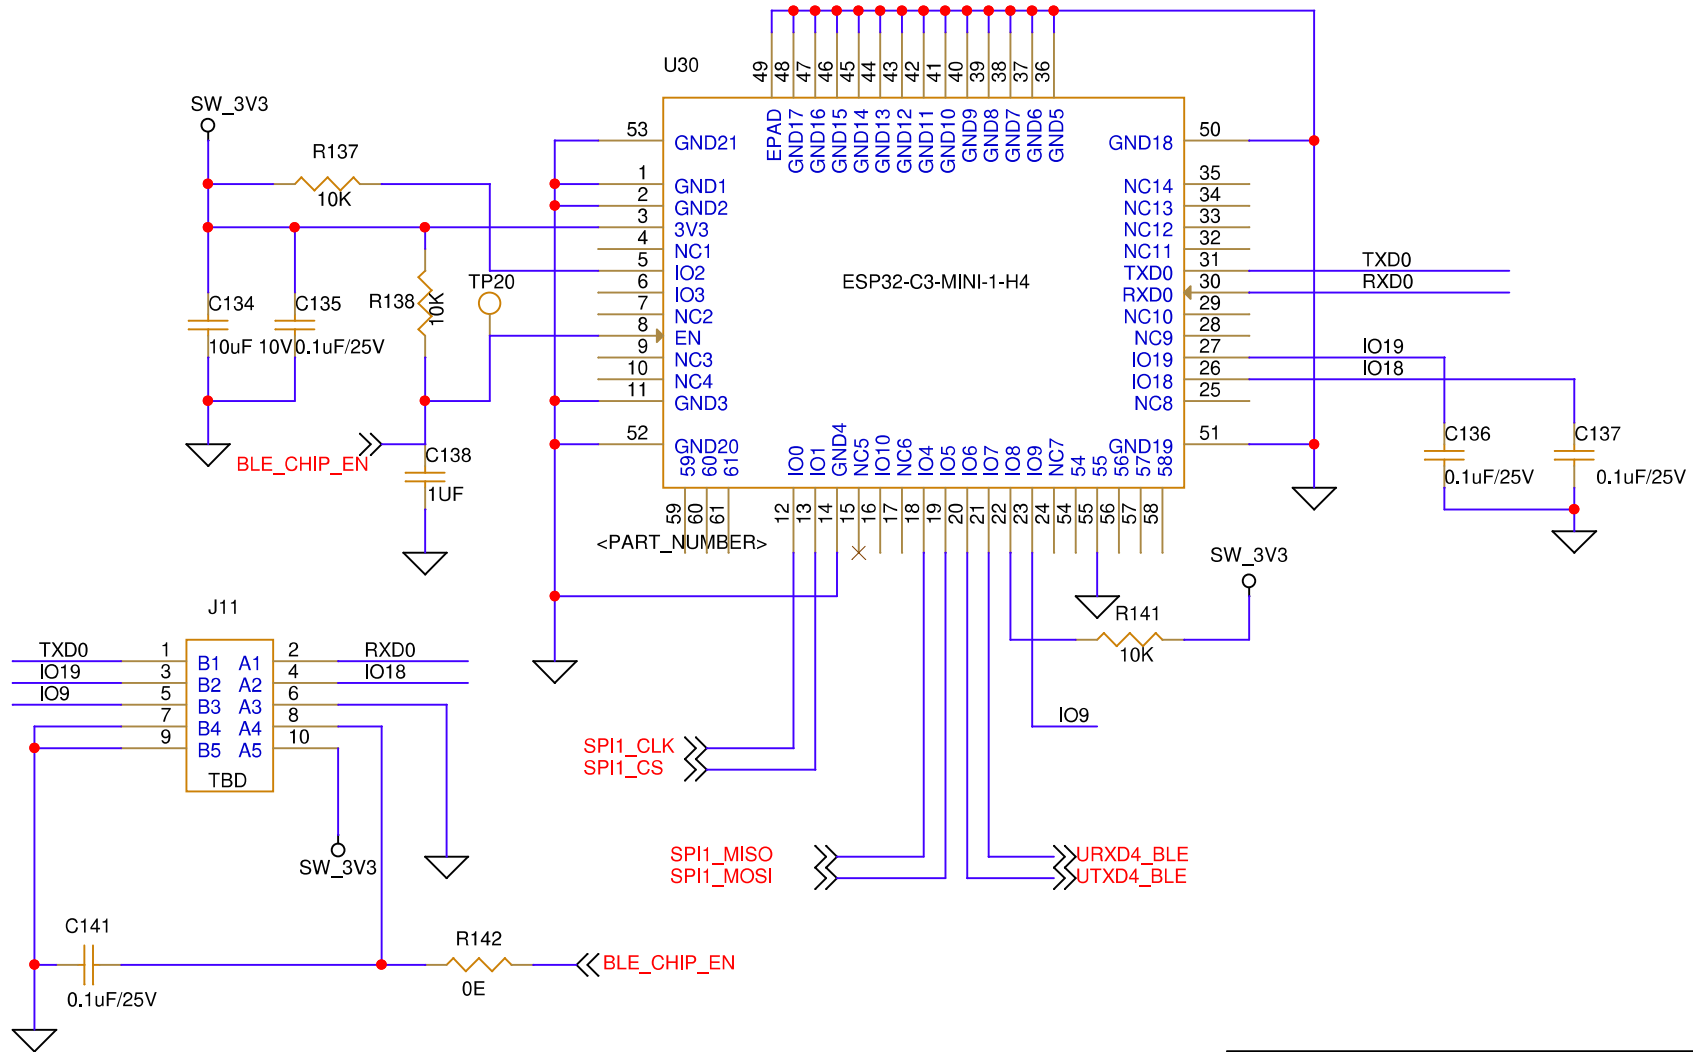 49 48 47 46 45 44 43 42 41 40 39 38 37 36
U30
EPAD GND17 GND16 GND15 GND14 GND13 GND12 GND11 GND10 GND9 GND8 GND7 GND6 GND5
SW_3V3
53 GND21 GND18 50
R137
10K
1 GND1 NC14 35
2 GND2 NC13 34
3 3V3 NC12 33
4 NC1 NC11 32
5 IO2 TXD0 31 TXD0
6 IO3 RXD0 30 RXD0
7 NC2 NC10 29
8 EN NC9 28
9 NC3 IO19 27 IO19
10 NC4 IO18 26 IO18
11 GND3 NC8 25
52 GND20 GND19 51
ESP32-C3-MINI-1-H4
TP20
C134
10uF 10V
C135
0.1uF/25V
R138
10K
BLE_CHIP_EN
C138
1UF
C136
0.1uF/25V
C137
0.1uF/25V
59 60 61 IO0 IO1 GND4 NC5 IO10 NC6 IO4 IO5 IO6 IO7 IO8 IO9 NC7 54 55 56 57 58
59 60 61 12 13 14 15 16 17 18 19 20 21 22 23 24 54 55 56 57 58
<PART_NUMBER>
SW_3V3
R141
10K
IO9
J11
TXD0 1 B1 A1 2 RXD0
IO19 3 B2 A2 4 IO18
IO9 5 B3 A3 6
7 B4 A4 8
9 B5 A5 10
TBD
SW_3V3
SPI1_CLK
SPI1_CS
SPI1_MISO
SPI1_MOSI
URXD4_BLE
UTXD4_BLE
C141
0.1uF/25V
R142
0E
BLE_CHIP_EN